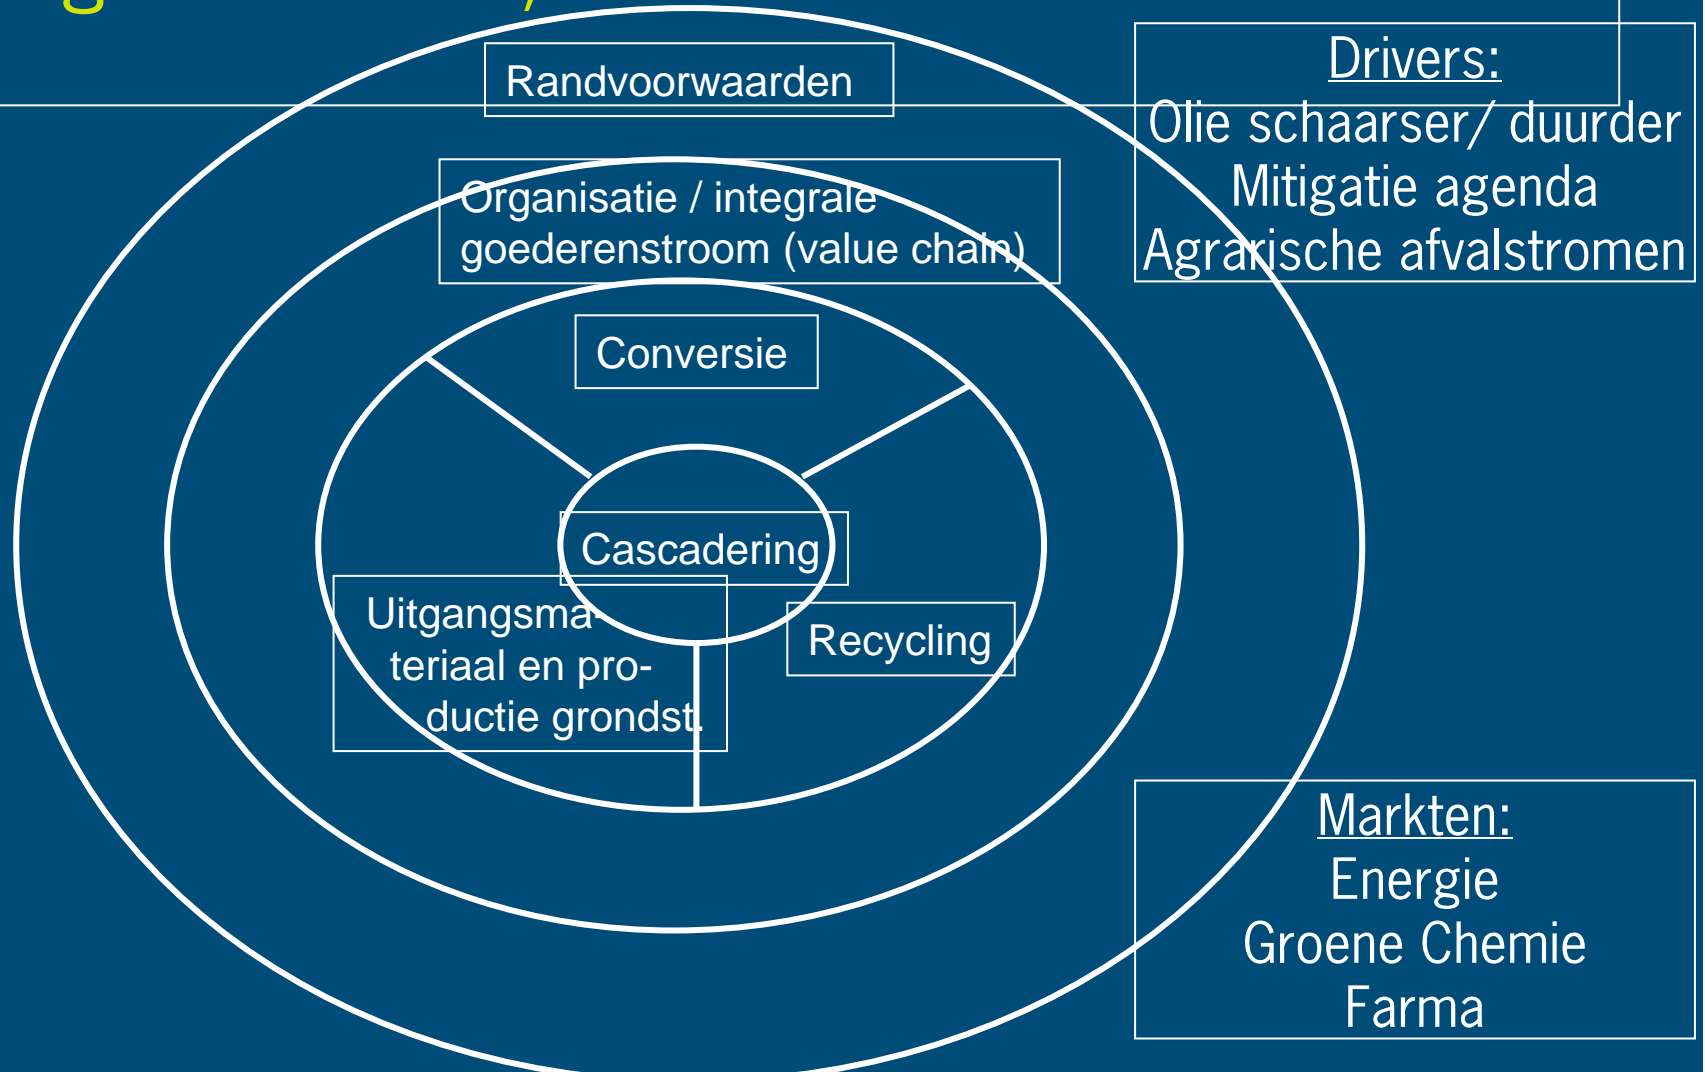 Randvoorwaarden
Organisatie / integrale
goederenstroom (value chain)
Conversie
Cascadering
Uitgangsma-
teriaal en pro-
ductie grondst.
Recycling
Drivers:
Olie schaarser/ duurder
Mitigatie agenda
Agrarische afvalstromen
Markten:
Energie
Groene Chemie
Farma